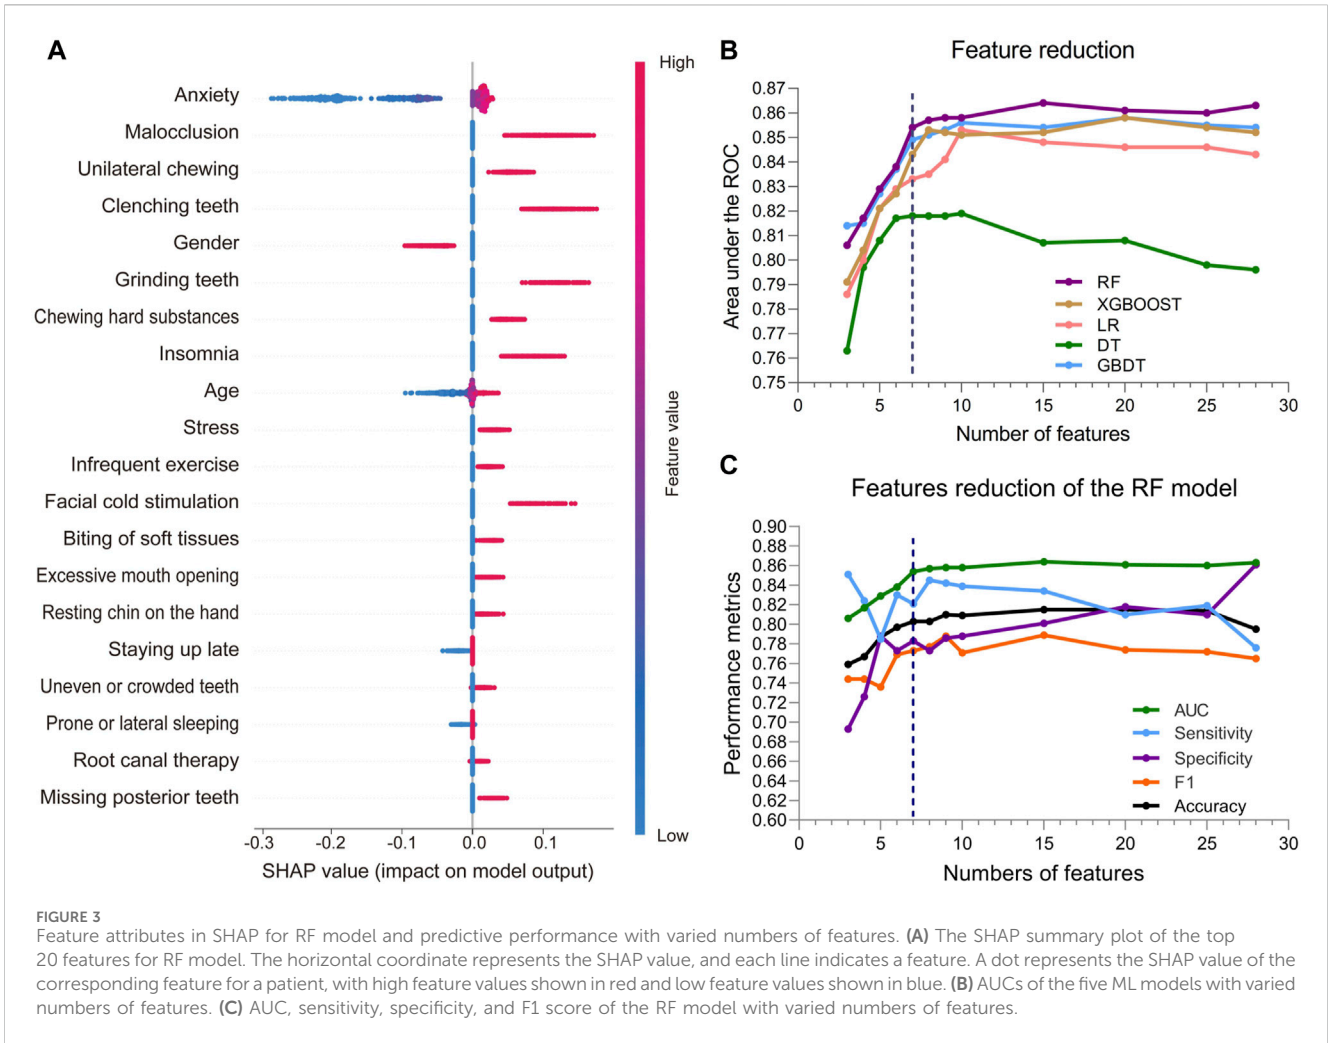 A
High
Anxiety
Malocclusion
Unilateral chewing
Clenching teeth
Gender
Grinding teeth
Chewing hard substances
Insomnia
Age
Stress
Infrequent exercise
Facial cold stimulation
Biting of soft tissues
Excessive mouth opening
Resting chin on the hand
Staying up late
Uneven or crowded teeth
Prone or lateral sleeping
Root canal therapy
Missing posterior teeth
Feature value
Low
-0.3 -0.2 -0.1 0.0 0.1
SHAP value (impact on model output)
B
Feature reduction
Area under the ROC
0.87
0.86
0.85
0.84
0.83
0.82
0.81
0.80
0.79
0.78
0.77
0.76
0.75
RF
XGBOOST
LR
DT
GBDT
0 5 10 15 20 25 30
Number of features
C
Features reduction of the RF model
Performance metrics
0.90
0.88
0.86
0.84
0.82
0.80
0.78
0.76
0.74
0.72
0.70
0.68
0.66
0.64
0.62
0.60
AUC
Sensitivity
Specificity
F1
Accuracy
0 5 10 15 20 25 30
Numbers of features
FIGURE 3
Feature attributes in SHAP for RF model and predictive performance with varied numbers of features. (A) The SHAP summary plot of the top
20 features for RF model. The horizontal coordinate represents the SHAP value, and each line indicates a feature. A dot represents the SHAP value of the
corresponding feature for a patient, with high feature values shown in red and low feature values shown in blue. (B) AUCs of the five ML models with varied
numbers of features. (C) AUC, sensitivity, specificity, and F1 score of the RF model with varied numbers of features.